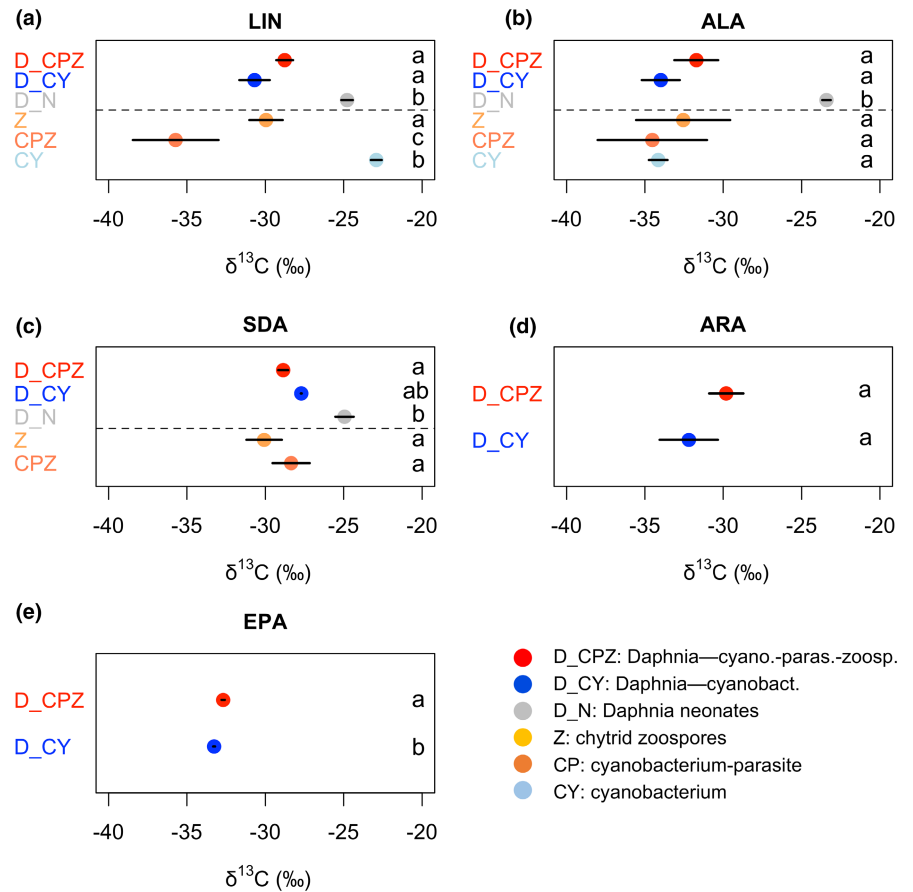 (a)
LIN
D_CPZ a
D_CY a
D_N b
Z a
CPZ c
CY b
-40 -35 -30 -25 -20
δ¹³C (‰)
(b)
ALA
D_CPZ a
D_CY a
D_N b
Z a
CPZ a
CY a
-40 -35 -30 -25 -20
δ¹³C (‰)
(c)
SDA
D_CPZ a
D_CY ab
D_N b
Z a
CPZ a
-40 -35 -30 -25 -20
δ¹³C (‰)
(d)
ARA
D_CPZ a
D_CY a
-40 -35 -30 -25 -20
δ¹³C (‰)
(e)
EPA
D_CPZ a
D_CY b
-40 -35 -30 -25 -20
δ¹³C (‰)
D_CPZ: Daphnia—cyano.-paras.-zoosp.
D_CY: Daphnia—cyanobact.
D_N: Daphnia neonates
Z: chytrid zoospores
CP: cyanobacterium-parasite
CY: cyanobacterium